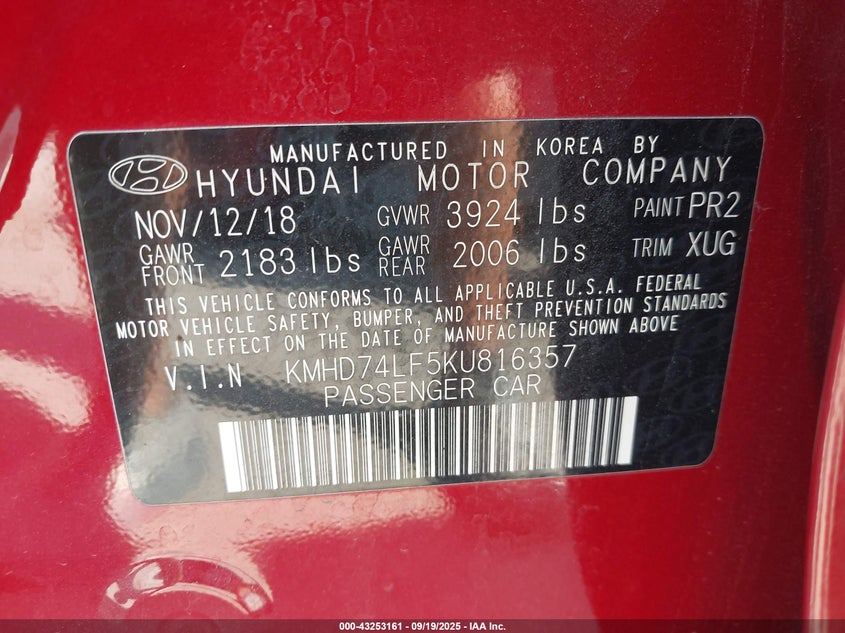 MANUFACTURED IN KOREA BY
HYUNDAI MOTOR COMPANY
NOV/12/18 GVWR 3924 lbs PAINT PR2
GAWR FRONT 2183 lbs GAWR REAR 2006 lbs TRIM XUG
THIS VEHICLE CONFORMS TO ALL APPLICABLE U.S.A. FEDERAL
MOTOR VEHICLE SAFETY, BUMPER, AND THEFT PREVENTION STANDARDS
IN EFFECT ON THE DATE OF MANUFACTURE SHOWN ABOVE
V.I.N KMHD74LF5KU816357
PASSENGER CAR
000-43253161 - 09/19/2025 - IAA Inc.